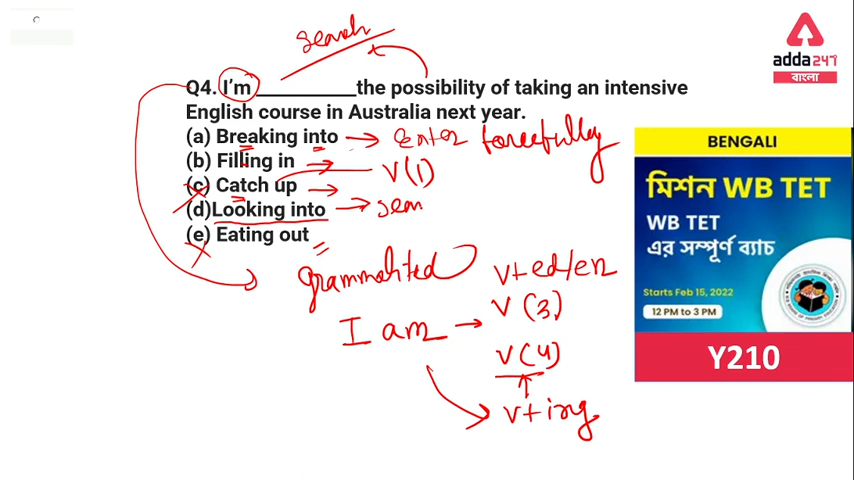 search
adda247
বাংলা
Q4. I'm __________the possibility of taking an intensive
English course in Australia next year.
(a) Breaking into → Enter forcefully
(b) Filling in →
(c) Catch up → V(1)
(d)Looking into → sear
(e) Eating out
grammatited
V+ed/en
I am → V(3)
V(4)
V+ing
BENGALI
মিশন WB TET
WB TET
এর সম্পূর্ণ ব্যাচ
Starts Feb 15, 2022
12 PM to 3 PM
Y210